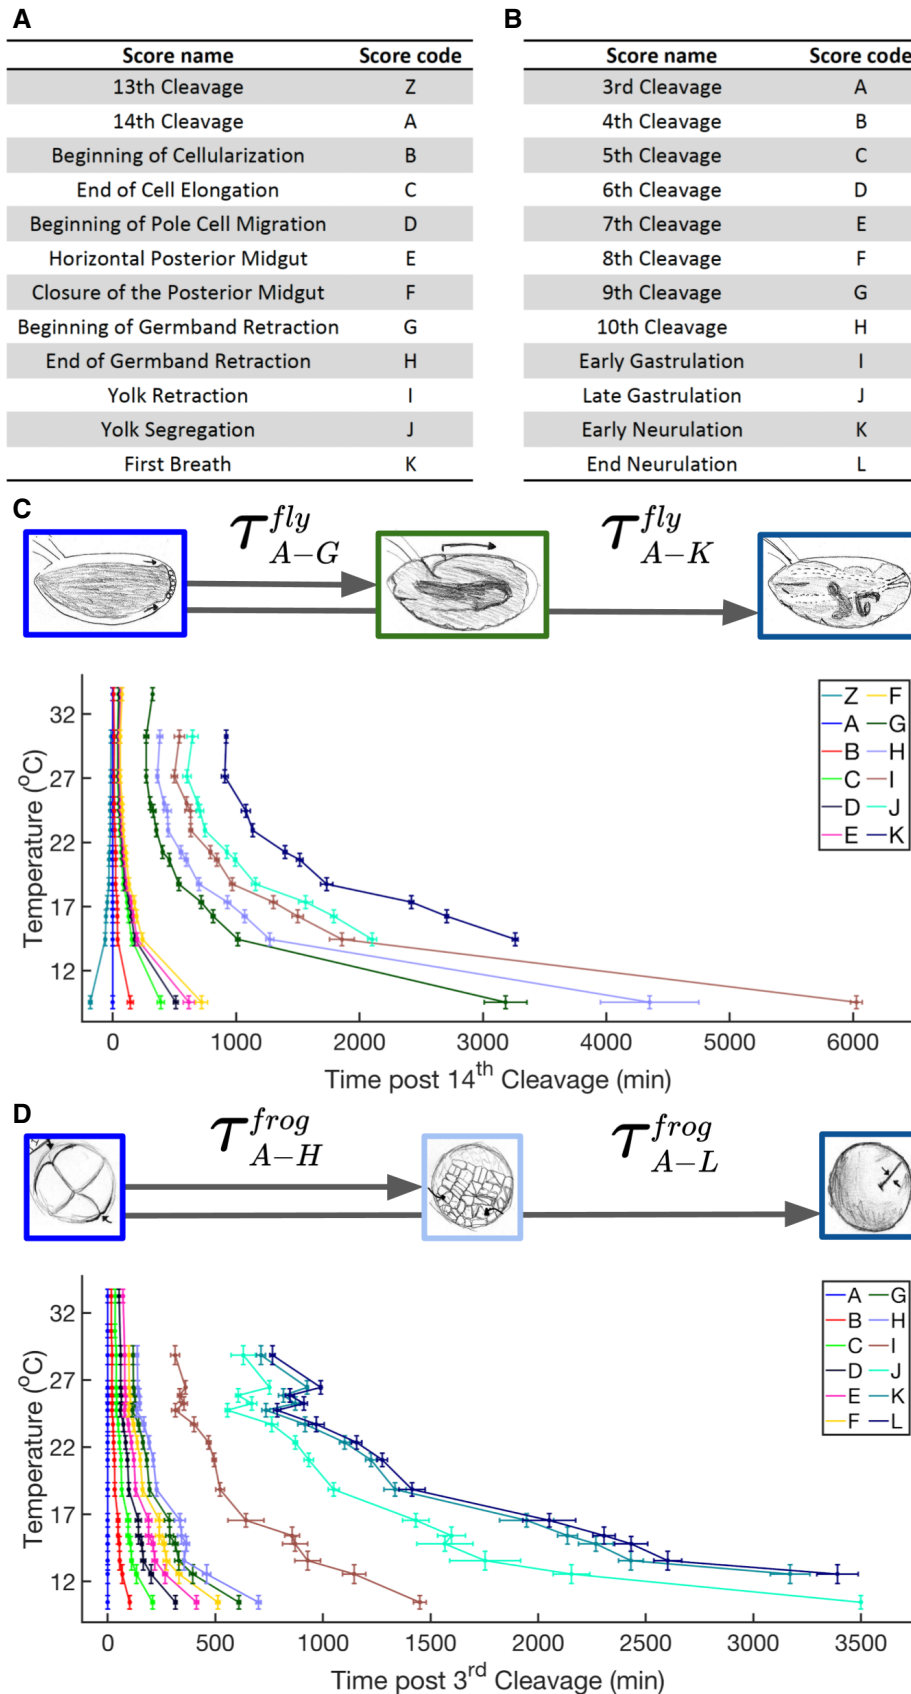 A
Score name Score code
13th Cleavage Z
14th Cleavage A
Beginning of Cellularization B
End of Cell Elongation C
Beginning of Pole Cell Migration D
Horizontal Posterior Midgut E
Closure of the Posterior Midgut F
Beginning of Germband Retraction G
End of Germband Retraction H
Yolk Retraction I
Yolk Segregation J
First Breath K
B
Score name Score code
3rd Cleavage A
4th Cleavage B
5th Cleavage C
6th Cleavage D
7th Cleavage E
8th Cleavage F
9th Cleavage G
10th Cleavage H
Early Gastrulation I
Late Gastrulation J
Early Neurulation K
End Neurulation L
C
τ fly A−G
τ fly A−K
Temperature (°C)
32
27
22
17
12
Z F
A G
B H
C I
D J
E K
0 1000 2000 3000 4000 5000 6000
Time post 14th Cleavage (min)
D
τ frog A−H
τ frog A−L
Temperature (°C)
32
27
22
17
12
A G
B H
C I
D J
E K
F L
0 500 1000 1500 2000 2500 3000 3500
Time post 3rd Cleavage (min)